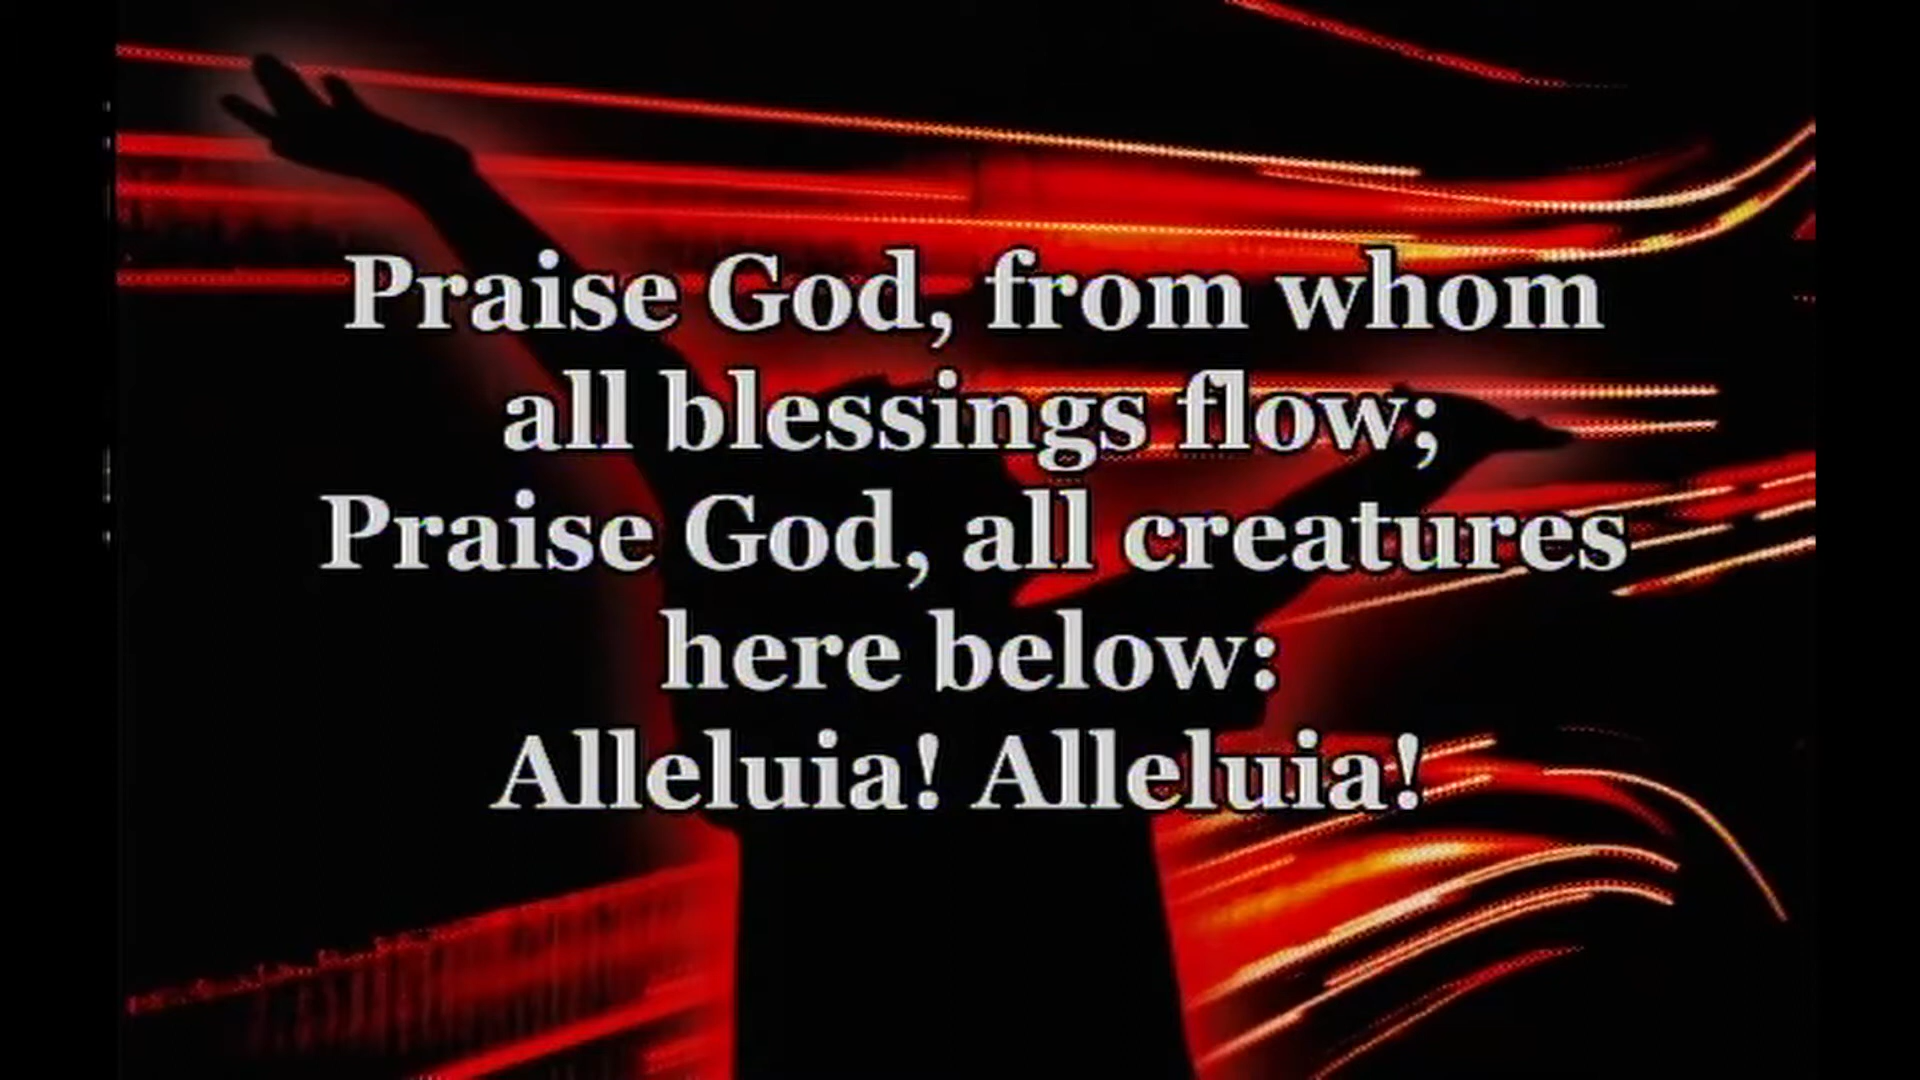 Praise God, from whom
all blessings flow;
Praise God, all creatures
here below:
Alleluia! Alleluia!